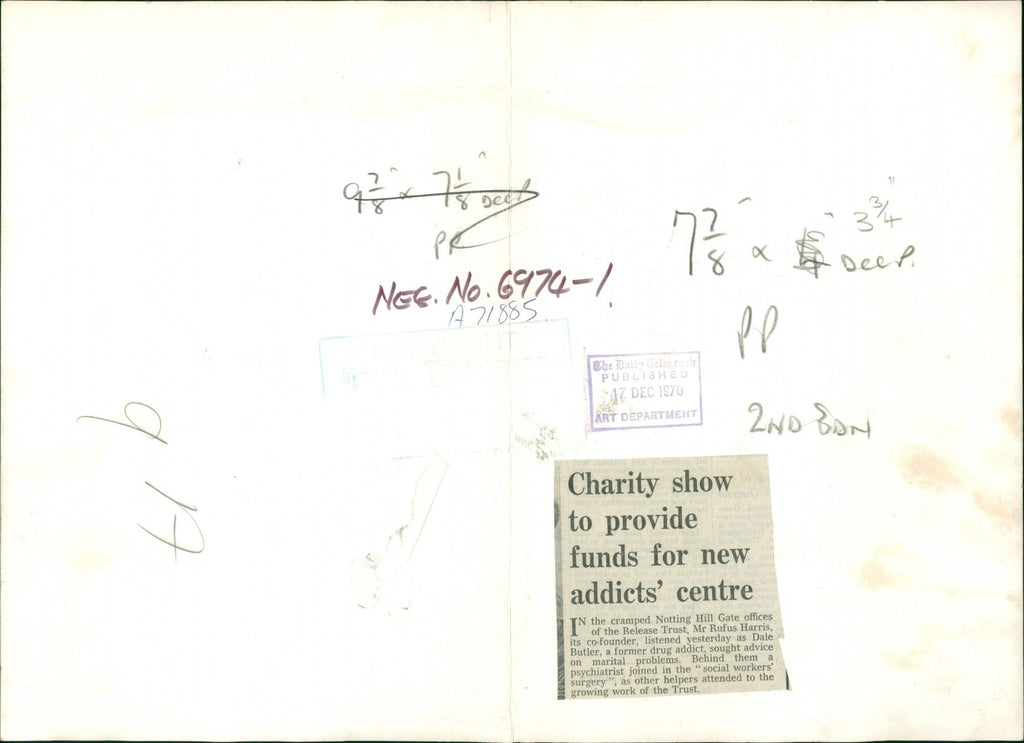 9 7/8" x 7 1/8" DEEP
PP
7 7/8" x 3 3/4" DEEP.
NEG. No. 6974-1.
A71885
PP
The Daily Telegraph
PUBLISHED
17 DEC 1970
ART DEPARTMENT
2ND EDN
Charity show
to provide
funds for new
addicts' centre
IN the cramped Notting Hill Gate offices
of the Release Trust, Mr Rufus Harris,
its co-founder, listened yesterday as Dale
Butler, a former drug addict, sought advice
on marital problems. Behind them a
psychiatrist joined in the "social workers'
surgery", as other helpers attended to the
growing work of the Trust.